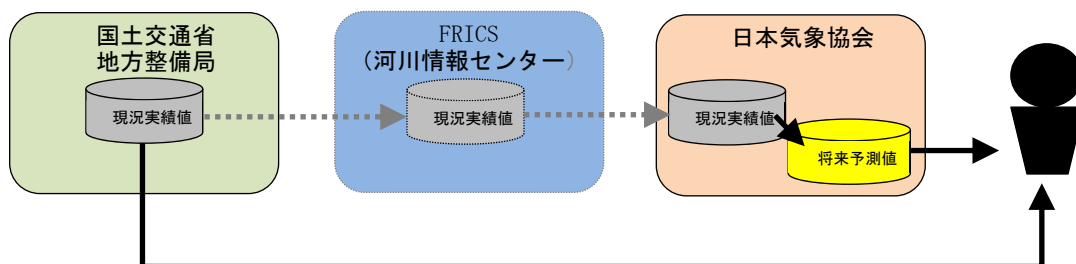 国土交通省
地方整備局
現況実績値
FRICS
(河川情報センター)
現況実績値
日本気象協会
現況実績値
将来予測値